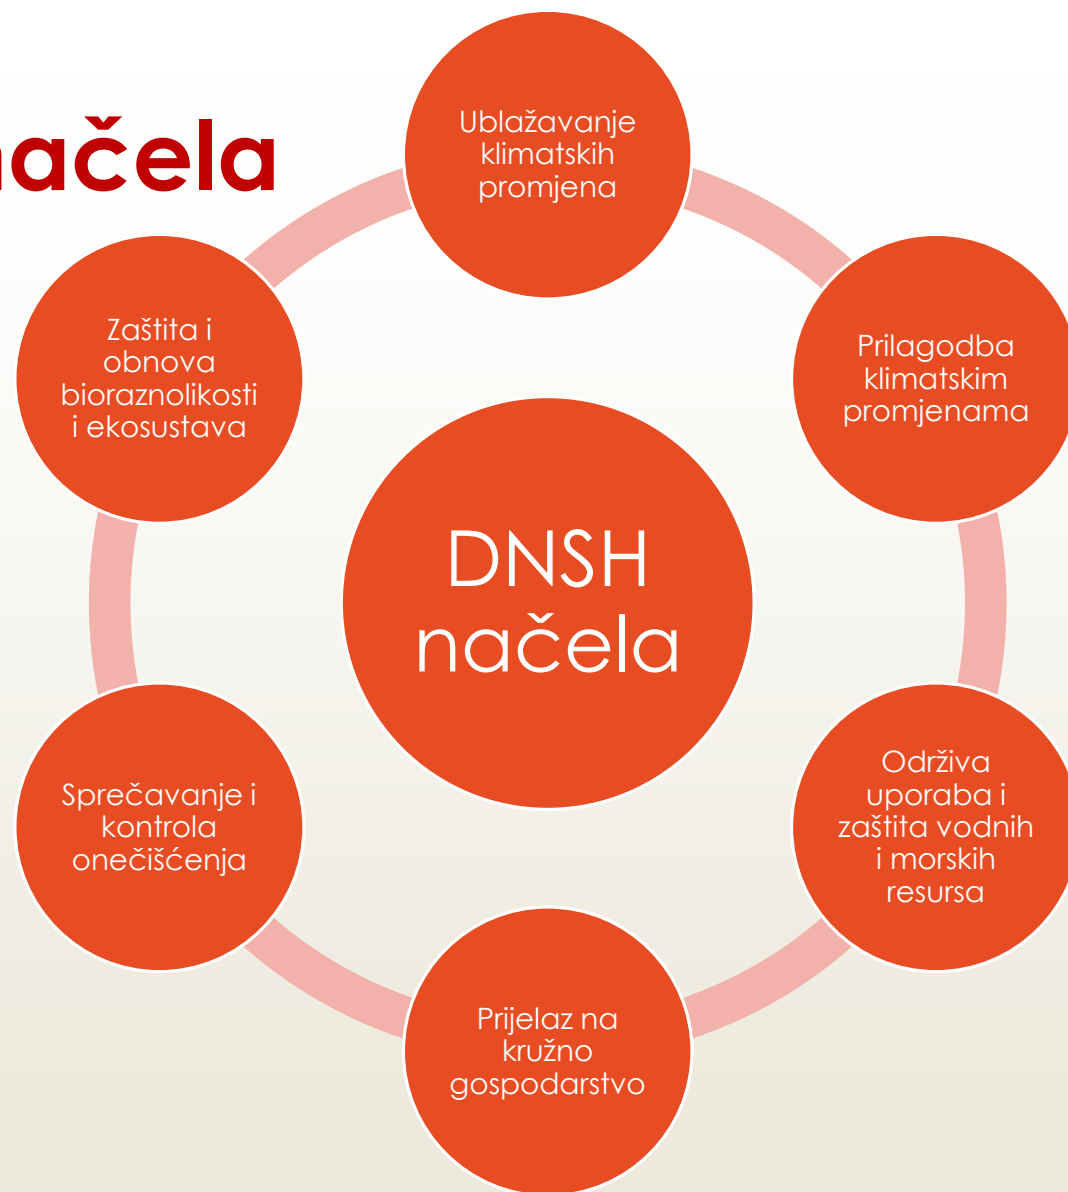 načela
Ublažavanje
klimatskih
promjena
Prilagodba
klimatskim
promjenama
Održiva
uporaba i
zaštita vodnih
i morskih
resursa
Prijelaz na
kružno
gospodarstvo
Sprečavanje i
kontrola
onečišćenja
Zaštita i
obnova
bioraznolikosti
i ekosustava
DNSH
načela